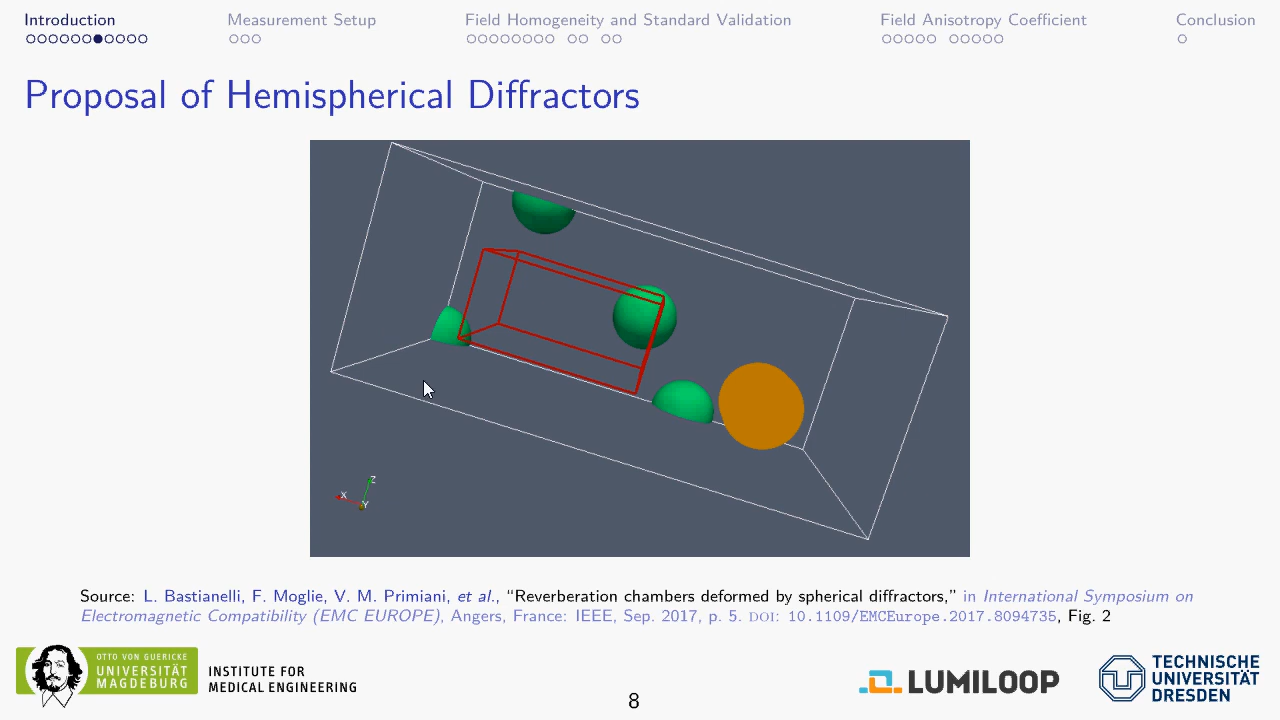 Introduction
Measurement Setup
Field Homogeneity and Standard Validation
Field Anisotropy Coefficient
Conclusion
Proposal of Hemispherical Diffractors
X
Z
Y
Source: L. Bastianelli, F. Moglie, V. M. Primiani, et al., “Reverberation chambers deformed by spherical diffractors,” in International Symposium on
Electromagnetic Compatibility (EMC EUROPE), Angers, France: IEEE, Sep. 2017, p. 5. DOI: 10.1109/EMCEurope.2017.8094735, Fig. 2
OTTO VON GUERICKE
UNIVERSITÄT
MAGDEBURG
INSTITUTE FOR
MEDICAL ENGINEERING
8
LUMILOOP
TECHNISCHE
UNIVERSITÄT
DRESDEN